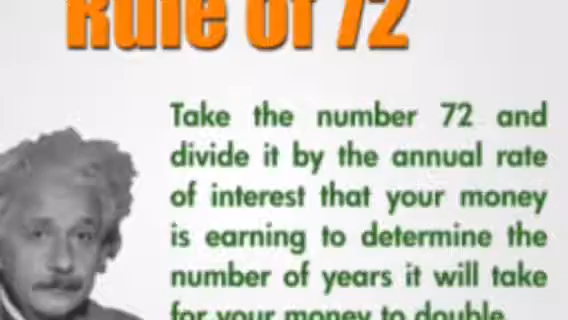 Rule of 72
Take the number 72 and
divide it by the annual rate
of interest that your money
is earning to determine the
number of years it will take
for your money to double.